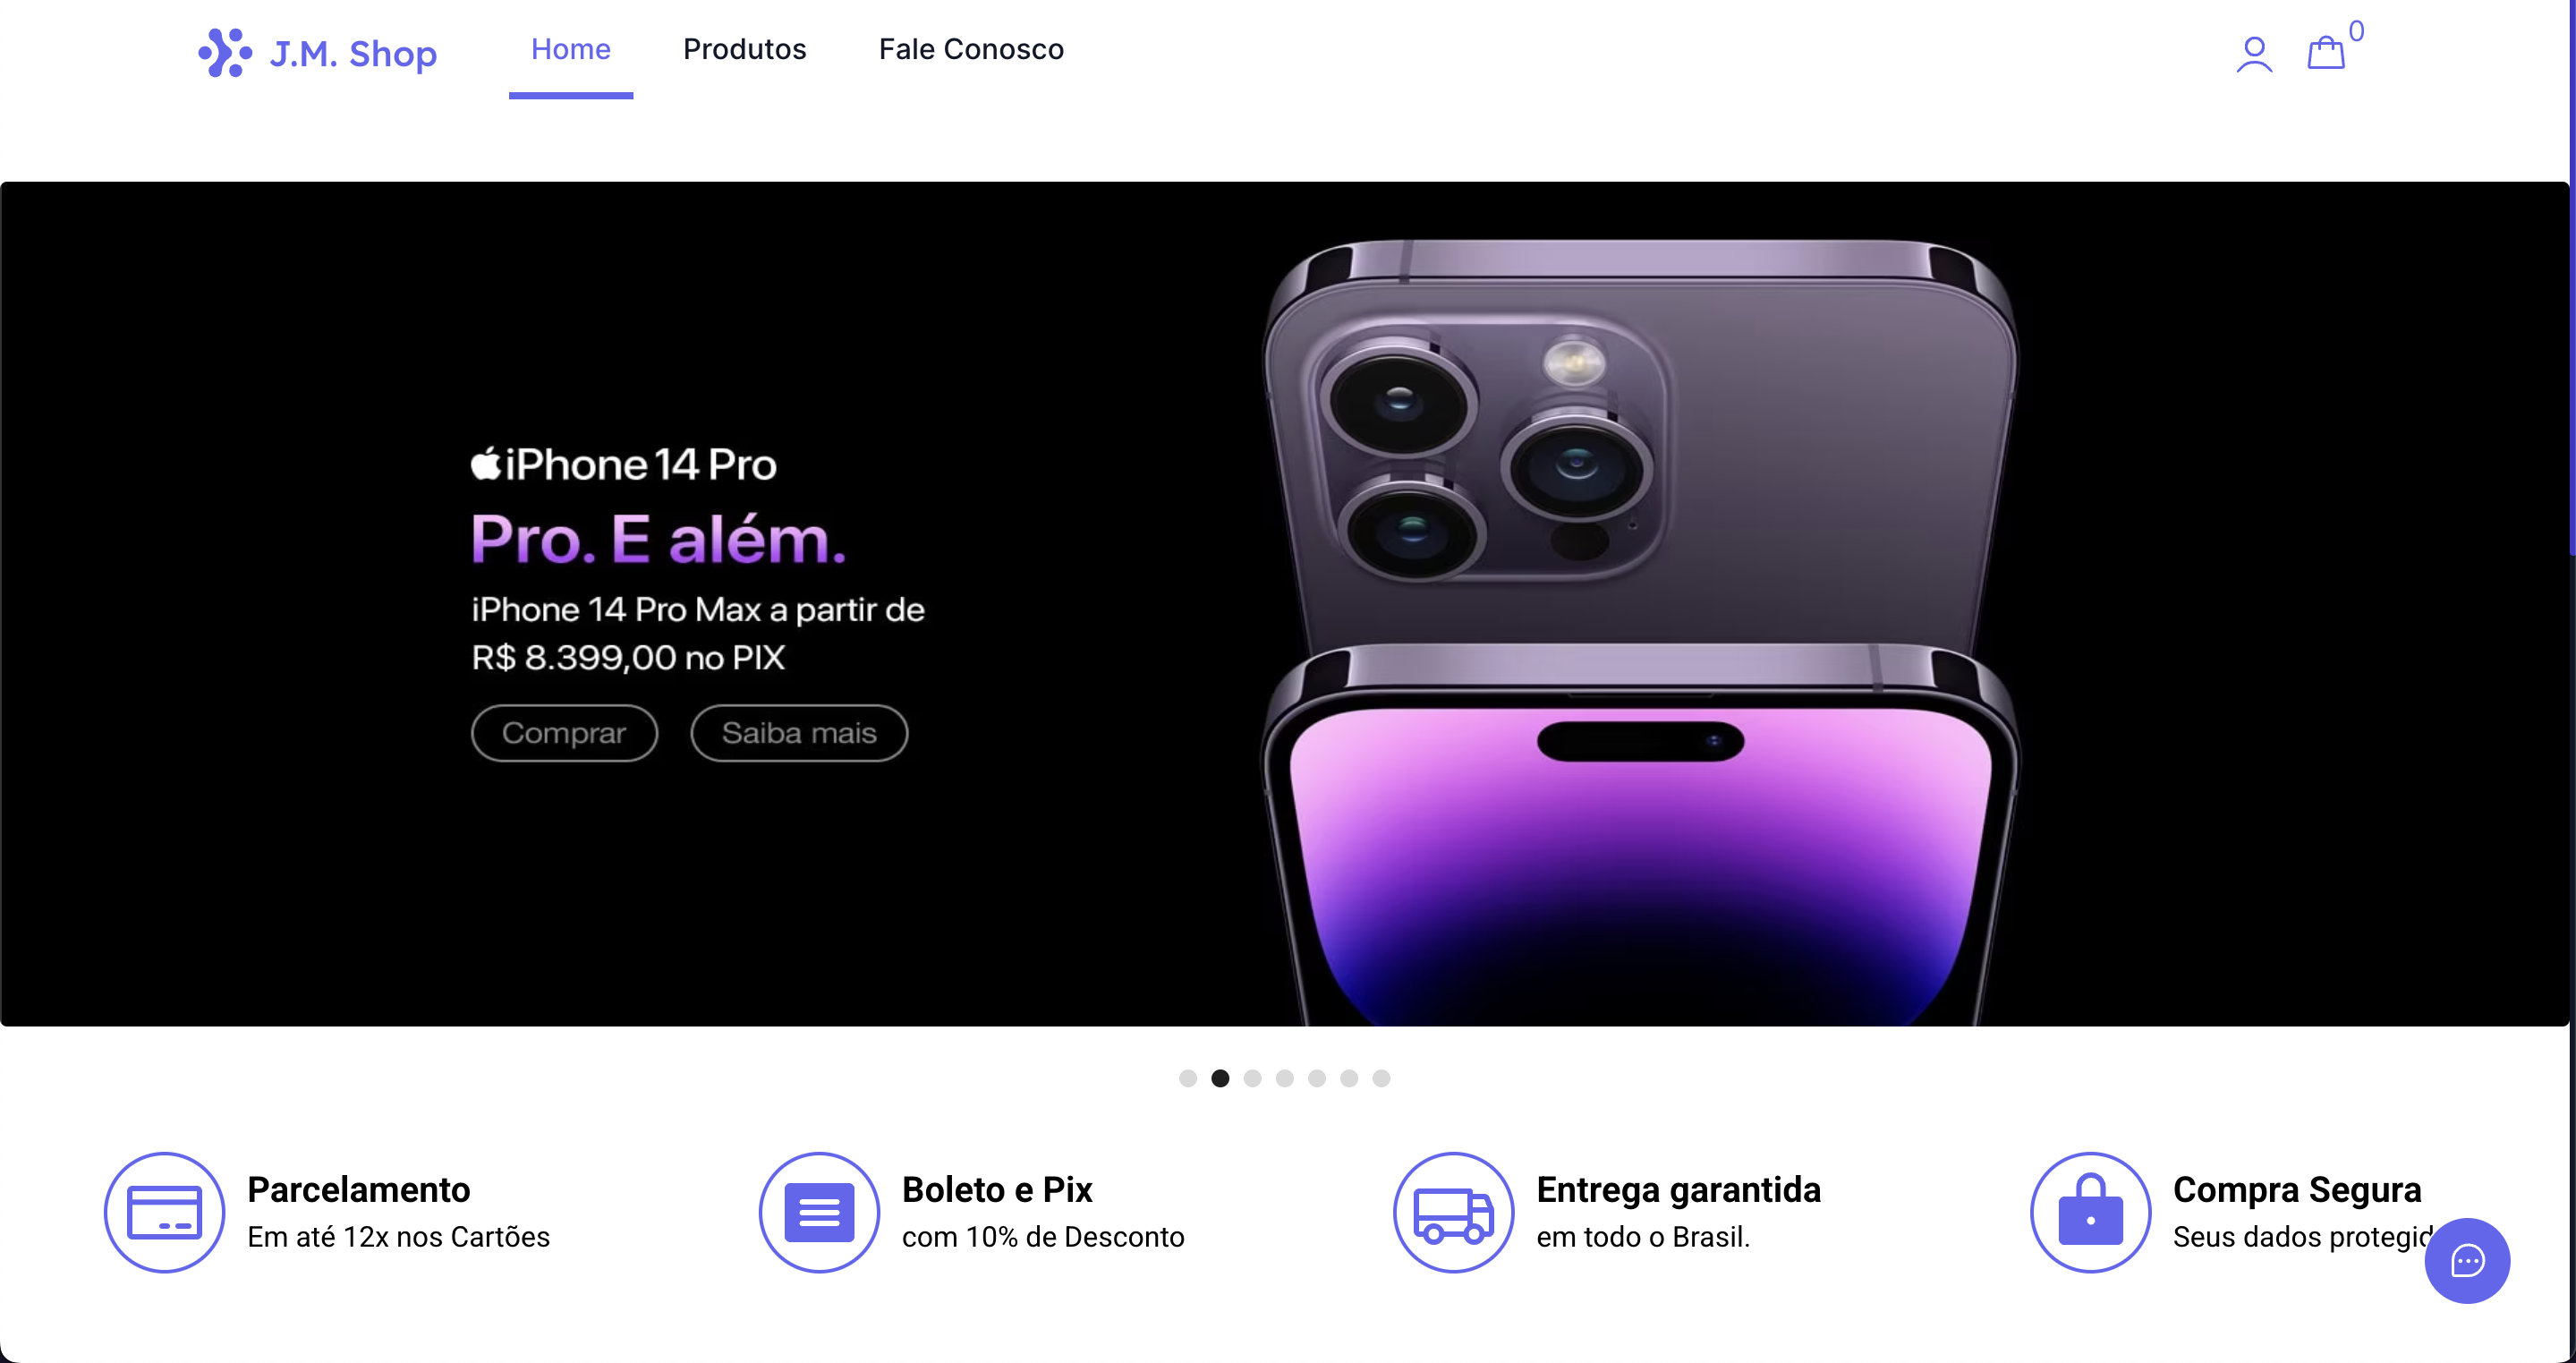 J.M. Shop
Home
Produtos
Fale Conosco
0
iPhone 14 Pro
Pro. E além.
iPhone 14 Pro Max a partir de
R$ 8.399,00 no PIX
Comprar
Saiba mais
Parcelamento
Em até 12x nos Cartões
Boleto e Pix
com 10% de Desconto
Entrega garantida
em todo o Brasil.
Compra Segura
Seus dados